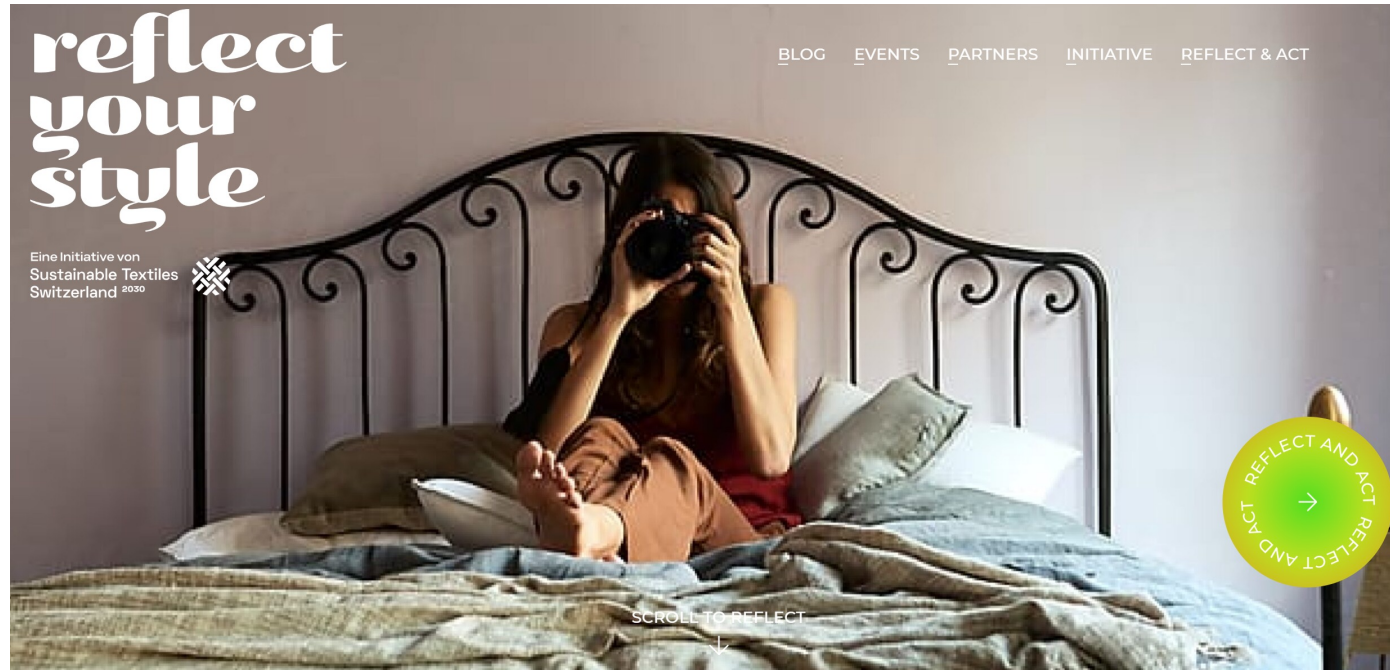 reflect
your
style
BLOG EVENTS PARTNERS INITIATIVE REFLECT & ACT
Eine Initiative von
Sustainable Textiles
Switzerland 2030
REFLECT AND ACT REFLECT AND ACT
SCROLL TO REFLECT